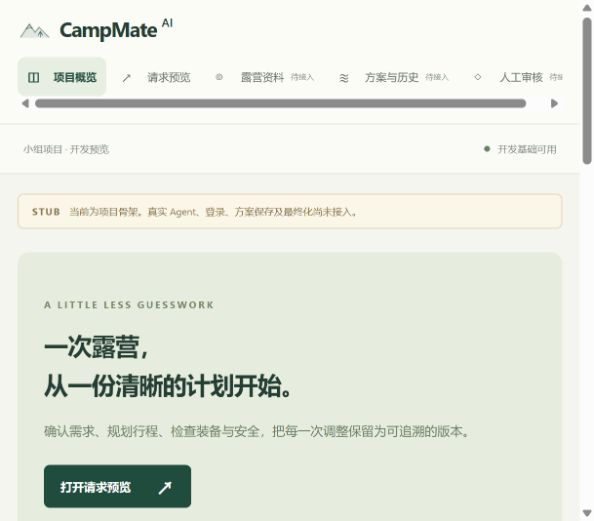 CampMate AI
项目概览 请求预览 露营资料 待接入 方案与历史 待接入 人工审核
小组项目 · 开发预览 开发基础可用
STUB 当前为项目骨架。真实 Agent、登录、方案保存及最终化尚未接入。
A LITTLE LESS GUESSWORK
一次露营，
从一份清晰的计划开始。
确认需求、规划行程、检查装备与安全，把每一次调整保留为可追溯的版本。
打开请求预览